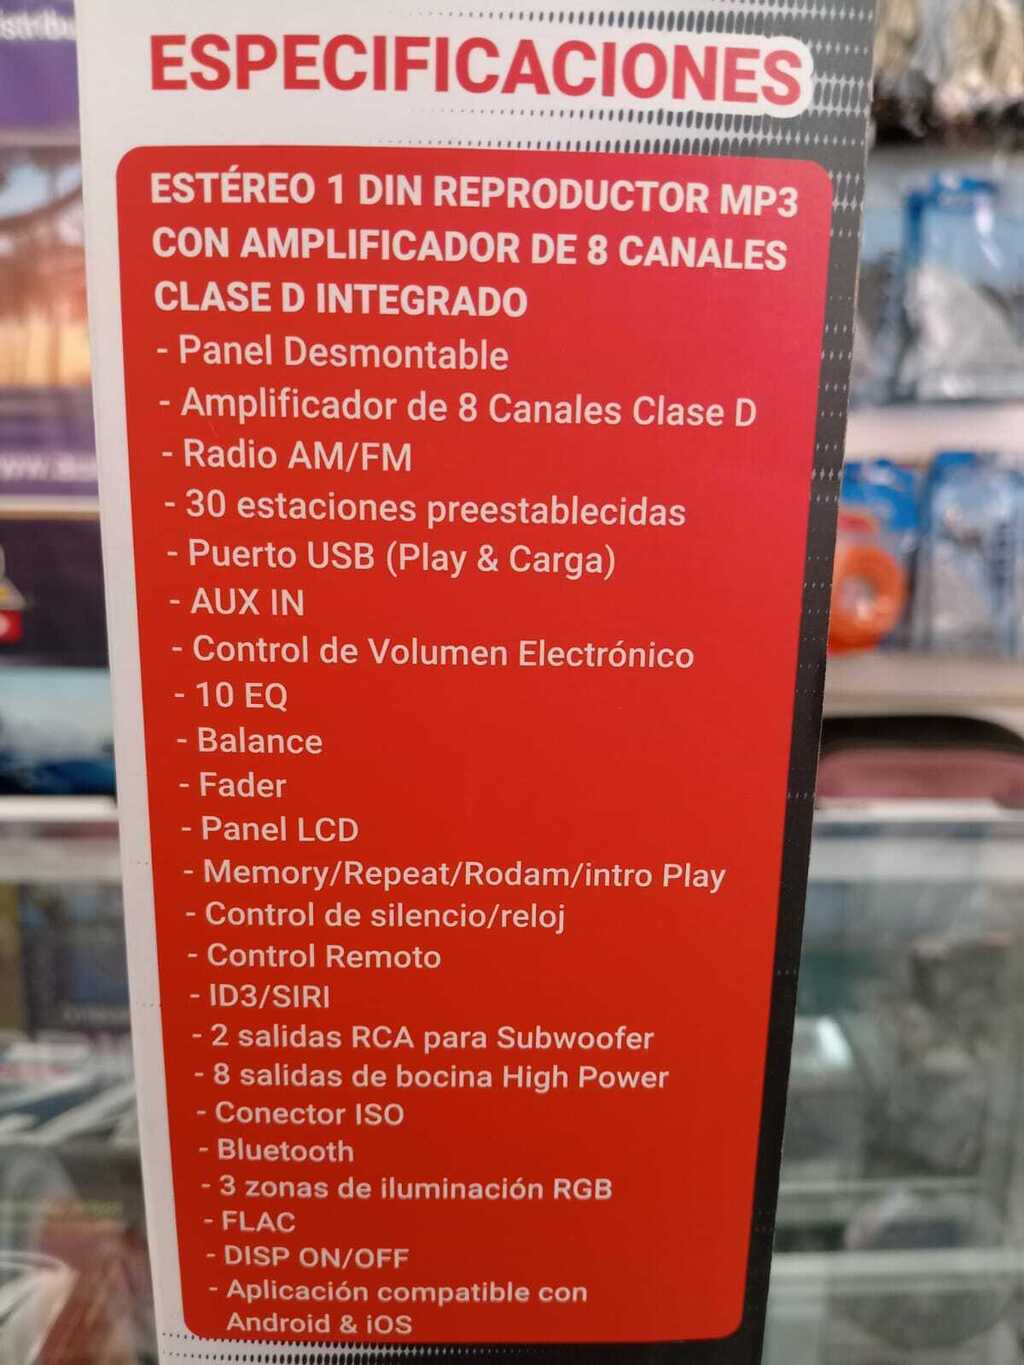 ESPECIFICACIONES
ESTÉREO 1 DIN REPRODUCTOR MP3
CON AMPLIFICADOR DE 8 CANALES
CLASE D INTEGRADO
- Panel Desmontable
- Amplificador de 8 Canales Clase D
- Radio AM/FM
- 30 estaciones preestablecidas
- Puerto USB (Play & Carga)
- AUX IN
- Control de Volumen Electrónico
- 10 EQ
- Balance
- Fader
- Panel LCD
- Memory/Repeat/Rodam/intro Play
- Control de silencio/reloj
- Control Remoto
- ID3/SIRI
- 2 salidas RCA para Subwoofer
- 8 salidas de bocina High Power
- Conector ISO
- Bluetooth
- 3 zonas de iluminación RGB
- FLAC
- DISP ON/OFF
- Aplicación compatible con
Android & iOS